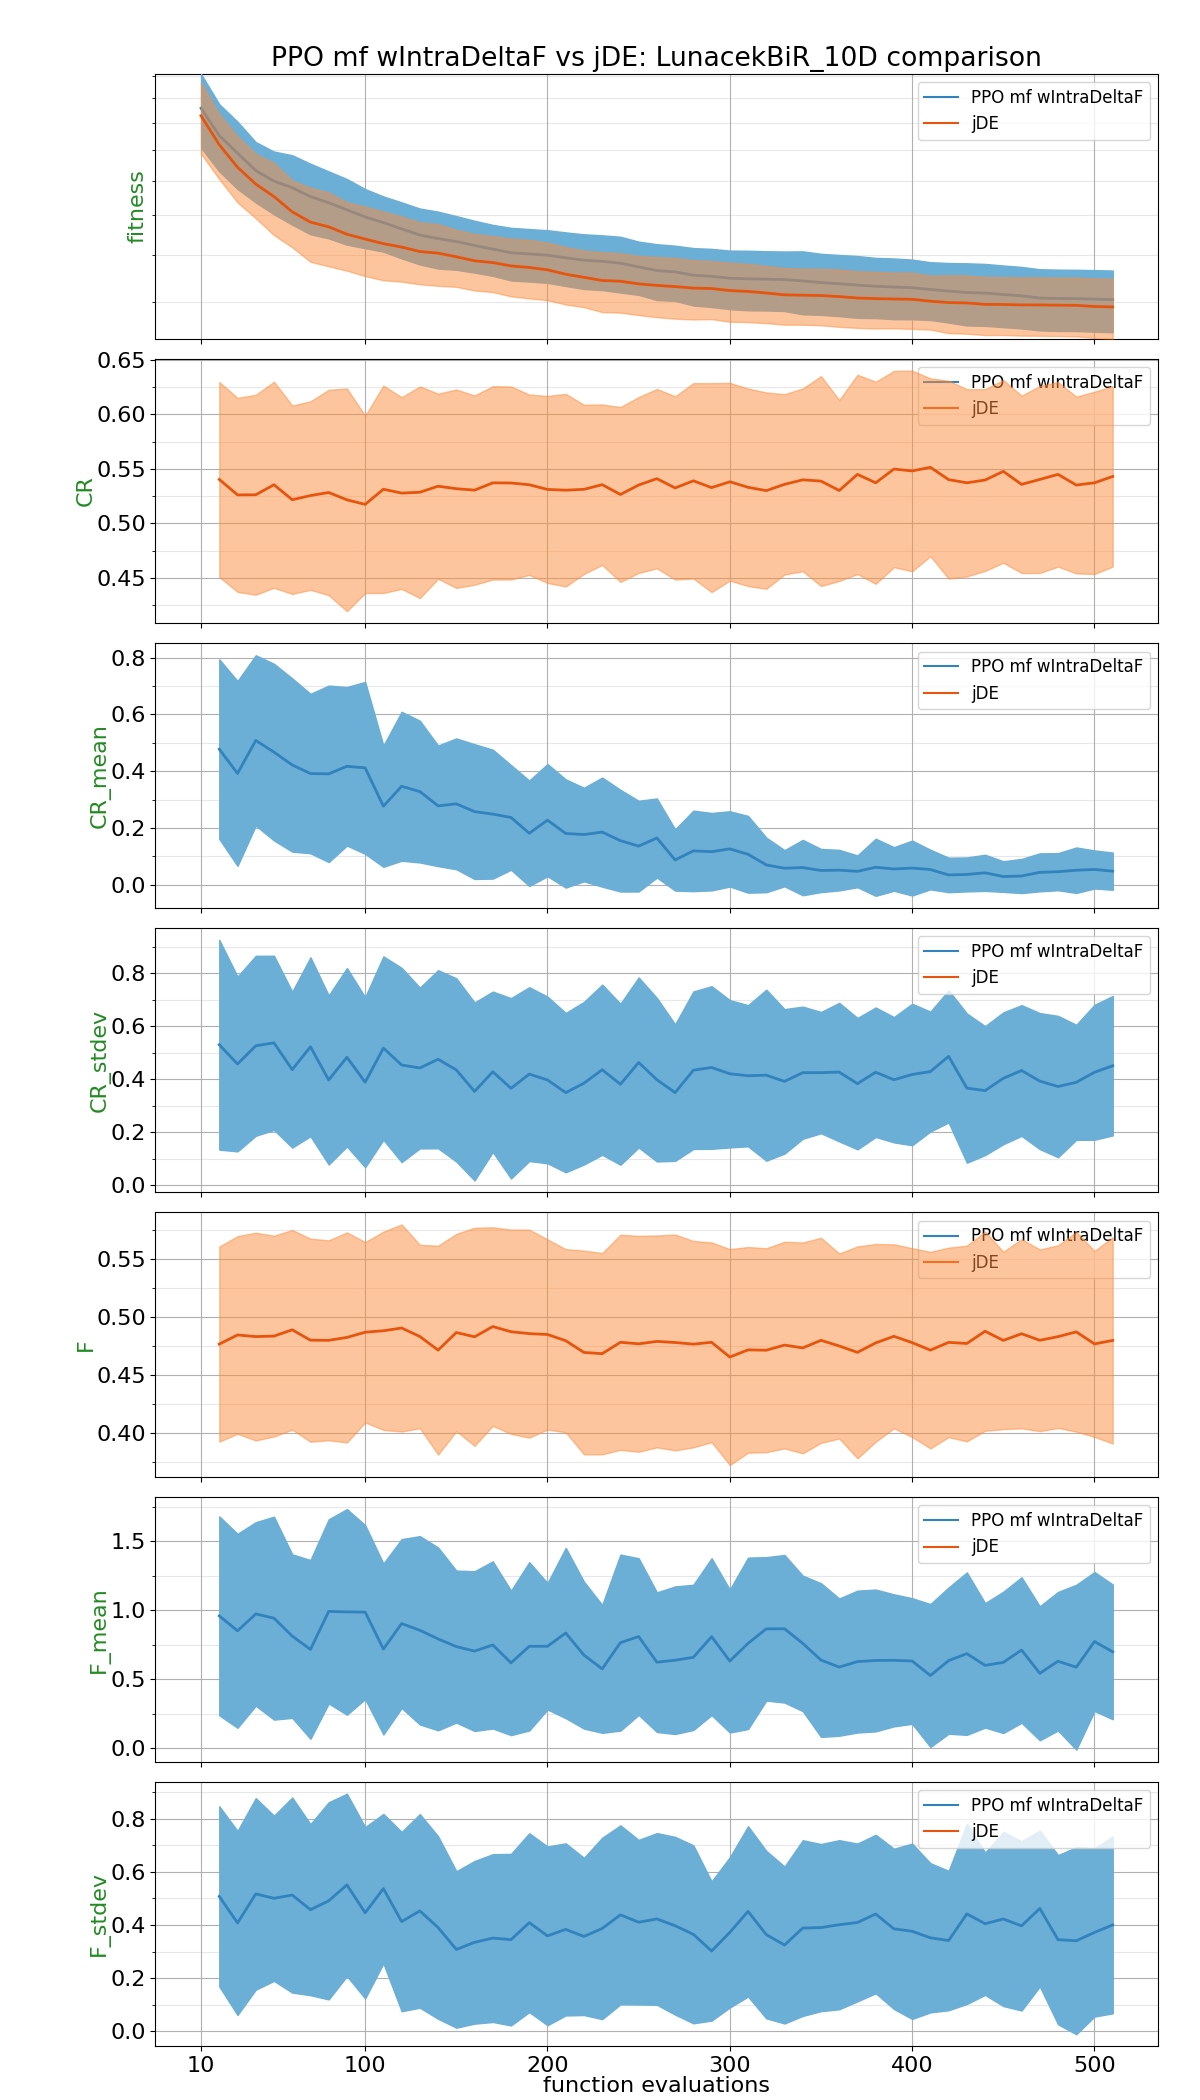 PPO mf wIntraDeltaF vs jDE: LunacekBiR_10D comparison
PPO mf wIntraDeltaF
jDE
fitness
0.65
0.60
0.55
0.50
0.45
CR
PPO mf wIntraDeltaF
jDE
0.8
0.6
0.4
0.2
0.0
CR_mean
PPO mf wIntraDeltaF
jDE
0.8
0.6
0.4
0.2
0.0
CR_stdev
PPO mf wIntraDeltaF
jDE
0.55
0.50
0.45
0.40
F
PPO mf wIntraDeltaF
jDE
1.5
1.0
0.5
0.0
F_mean
PPO mf wIntraDeltaF
jDE
0.8
0.6
0.4
0.2
0.0
F_stdev
PPO mf wIntraDeltaF
jDE
10 100 200 300 400 500
function evaluations